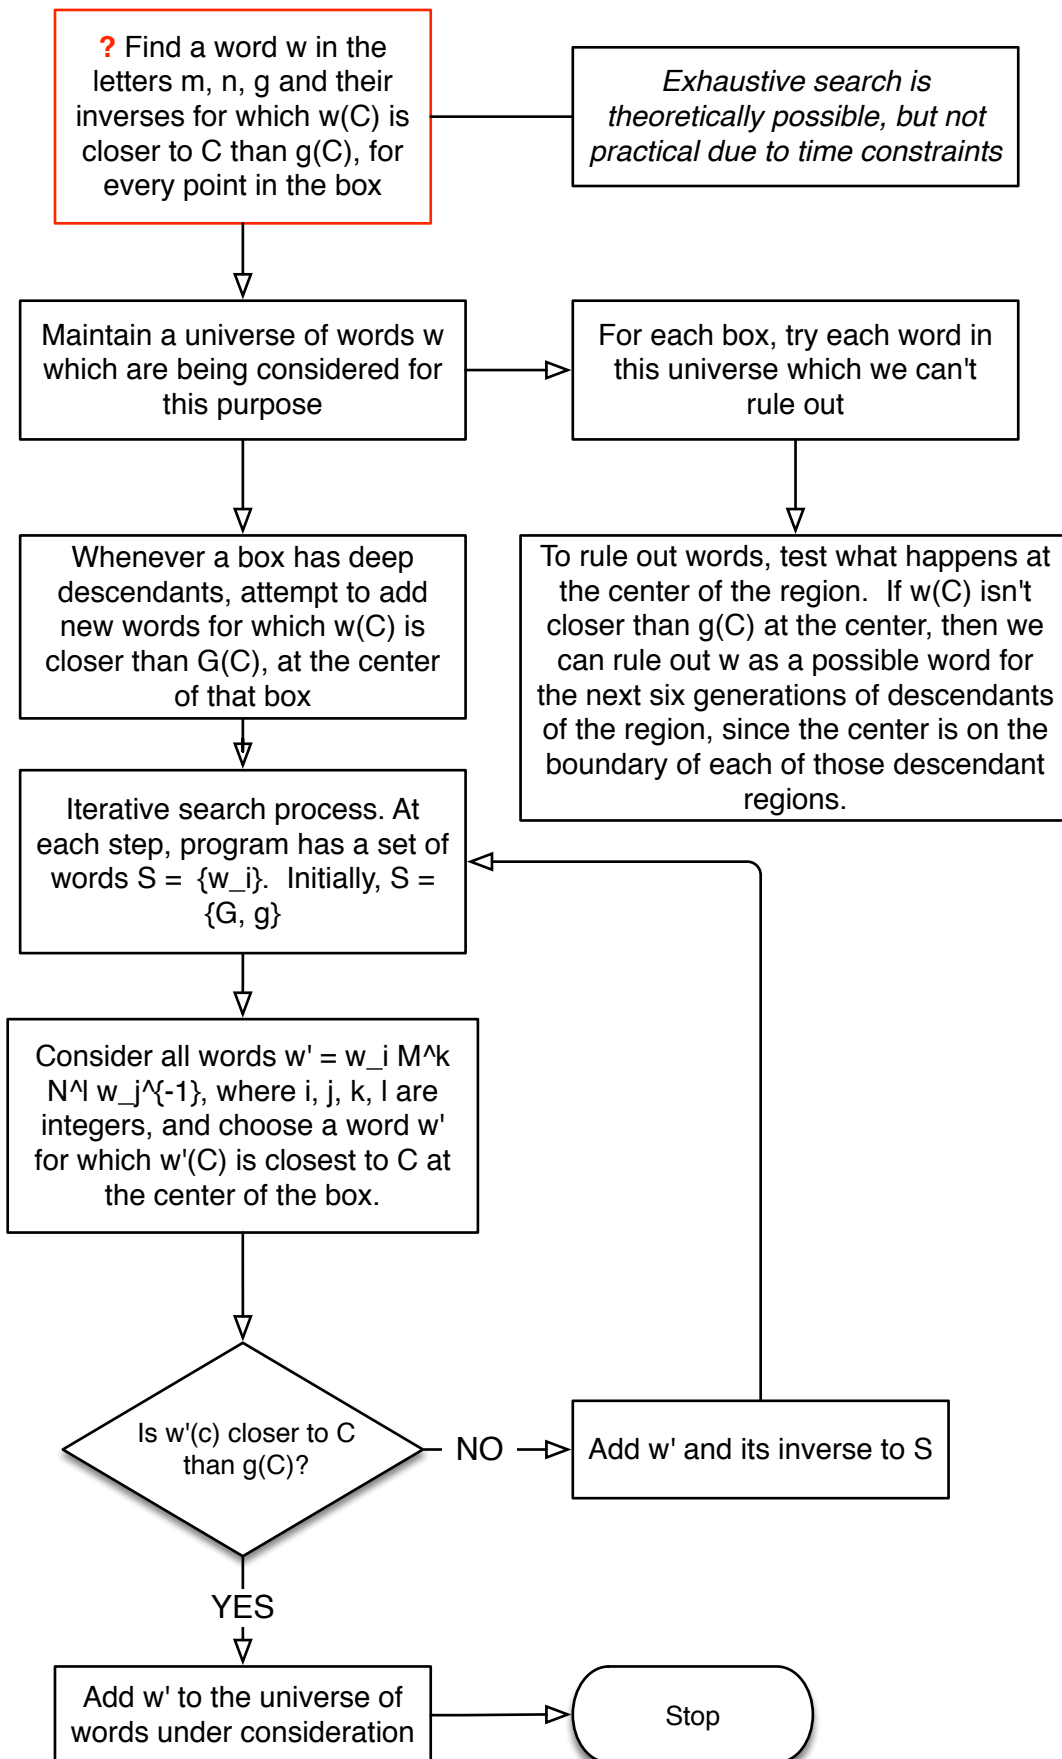 ? Find a word w in the
letters m, n, g and their
inverses for which w(C) is
closer to C than g(C), for
every point in the box
Exhaustive search is
theoretically possible, but not
practical due to time constraints
Maintain a universe of words w
which are being considered for
this purpose
For each box, try each word in
this universe which we can't
rule out
Whenever a box has deep
descendants, attempt to add
new words for which w(C) is
closer than G(C), at the center
of that box
To rule out words, test what happens at
the center of the region. If w(C) isn't
closer than g(C) at the center, then we
can rule out w as a possible word for
the next six generations of descendants
of the region, since the center is on the
boundary of each of those descendant
regions.
Iterative search process. At
each step, program has a set of
words S = {w_i}. Initially, S =
{G, g}
Consider all words w' = w_i M^k
N^l w_j^{-1}, where i, j, k, l are
integers, and choose a word w'
for which w'(C) is closest to C at
the center of the box.
Is w'(c) closer to C
than g(C)?
NO
Add w' and its inverse to S
YES
Add w' to the universe of
words under consideration
Stop